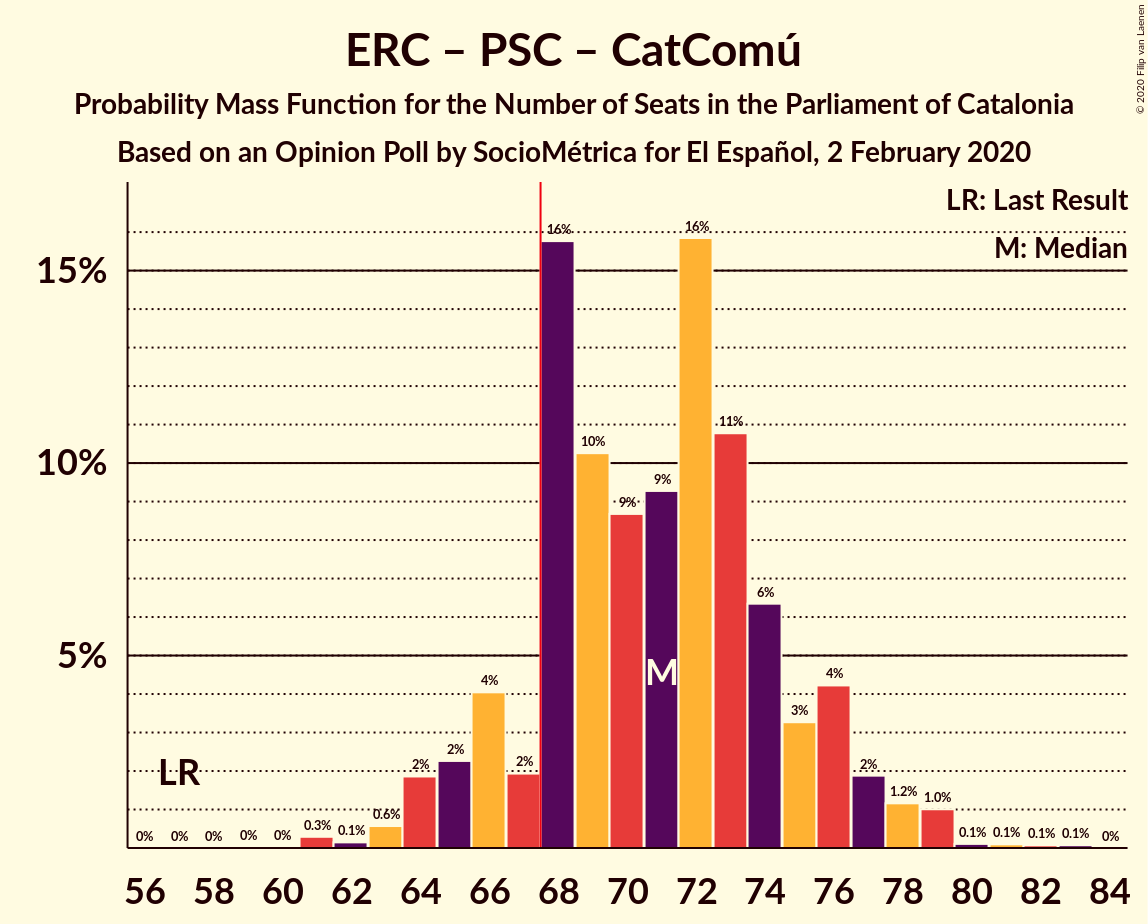 ERC – PSC – CatComú
Probability Mass Function for the Number of Seats in the Parliament of Catalonia
Based on an Opinion Poll by SocioMétrica for El Español, 2 February 2020
© 2020 Filip van Laenen
LR: Last Result
M: Median
15%
10%
5%
LR
M
0% 0% 0% 0% 0% 0.3% 0.1% 0.6% 2% 2% 4% 2% 16% 10% 9% 9% 16% 11% 6% 3% 4% 2% 1.2% 1.0% 0.1% 0.1% 0.1% 0.1% 0%
56 58 60 62 64 66 68 70 72 74 76 78 80 82 84